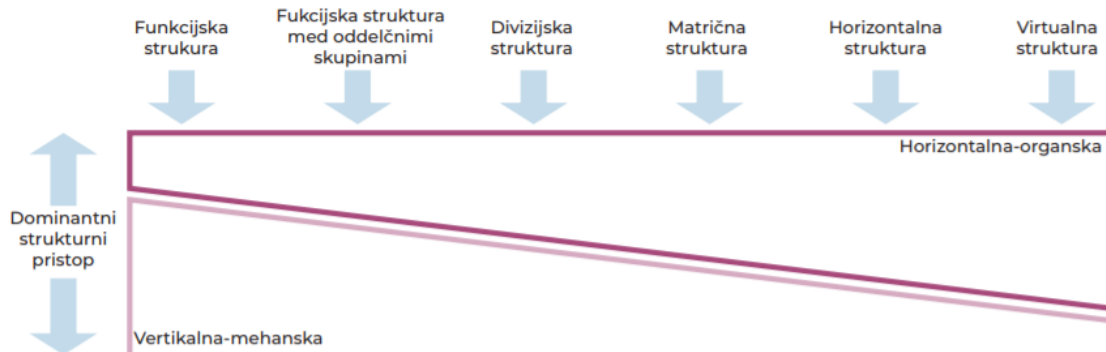 Funkcijska
strukura
Fukcijska struktura
med oddelčnimi
skupinami
Divizijska
struktura
Matrična
struktura
Horizontalna
struktura
Virtualna
struktura
Horizontalna-organska
Dominantni
strukturni
pristop
Vertikalna-mehanska